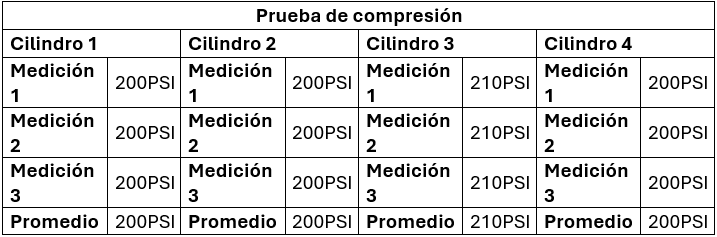 Prueba de compresión
Cilindro 1 Cilindro 2 Cilindro 3 Cilindro 4
Medición 1 200PSI Medición 1 200PSI Medición 1 210PSI Medición 1 200PSI
Medición 2 200PSI Medición 2 200PSI Medición 2 210PSI Medición 2 200PSI
Medición 3 200PSI Medición 3 200PSI Medición 3 210PSI Medición 3 200PSI
Promedio 200PSI Promedio 200PSI Promedio 210PSI Promedio 200PSI